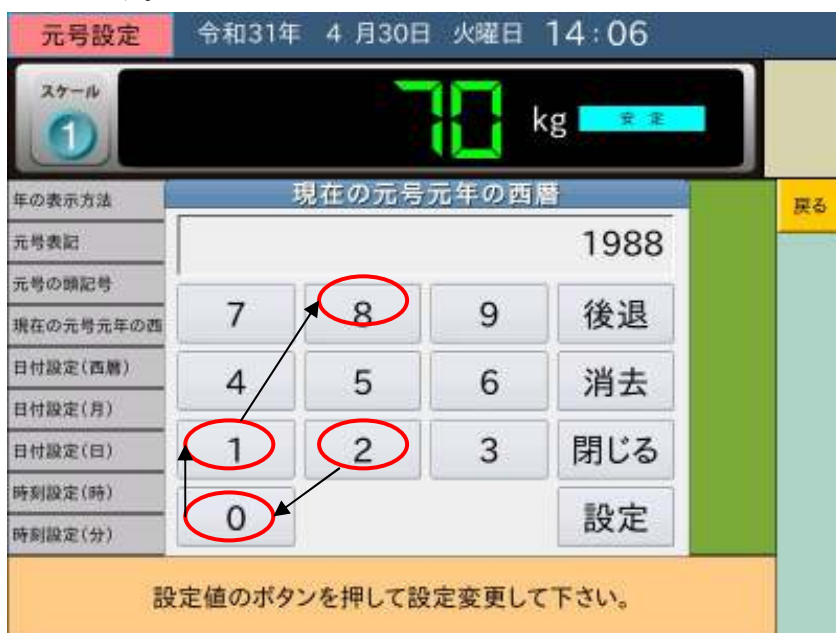 元号設定 令和31年 4 月30日 火曜日 14:06
スケール
1
70 kg 安定
年の表示方法
元号表記
元号の頭記号
現在の元号元年の西
日付設定(西暦)
日付設定(月)
日付設定(日)
時刻設定(時)
時刻設定(分)
現在の元号元年の西暦
1988
7 8 9 後退
4 5 6 消去
1 2 3 閉じる
0 設定
戻る
設定値のボタンを押して設定変更して下さい。